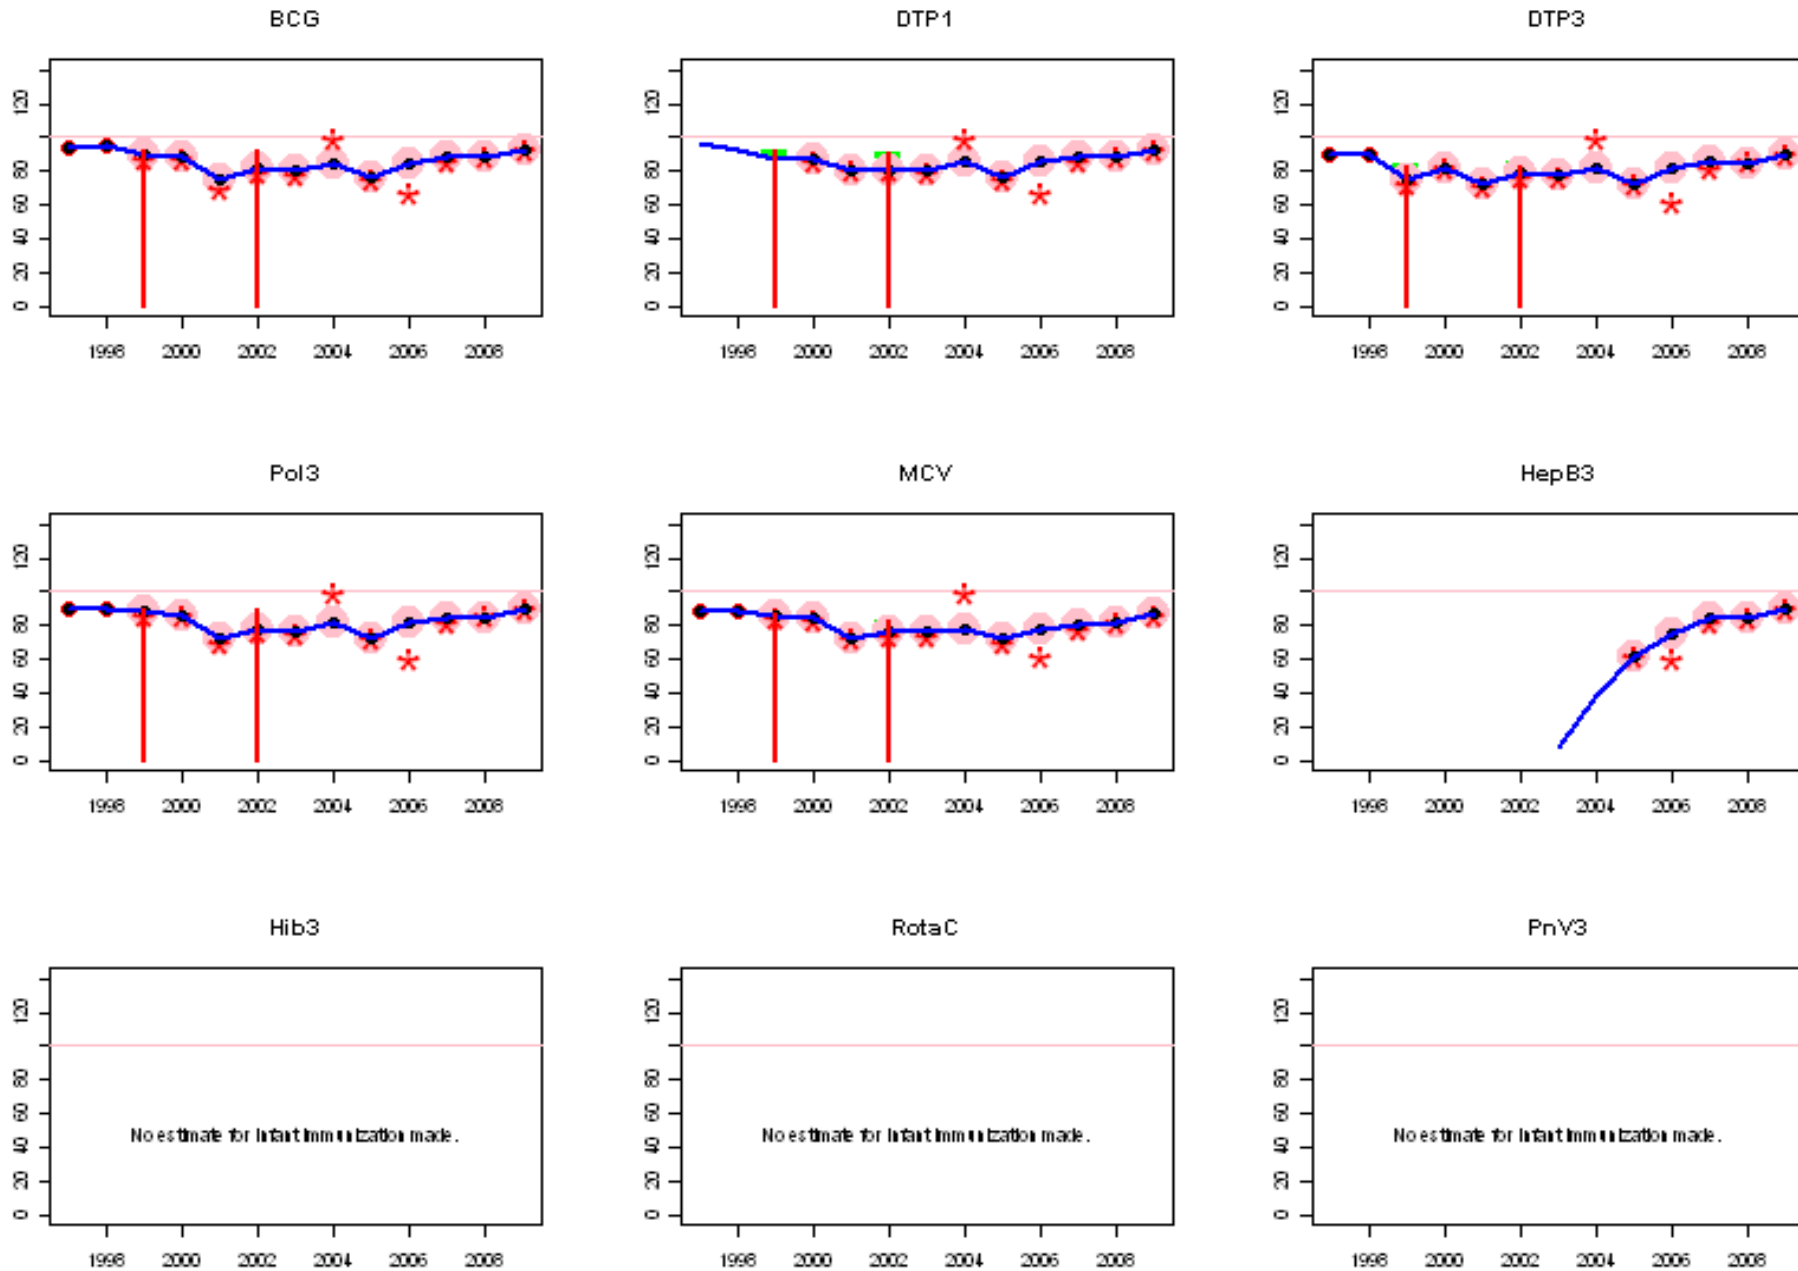 BCG DTP1 DTP3
120 120 120
80 80 80
60 60 60
40 40 40
20 20 20
0 0 0
1998 2000 2002 2004 2006 2008 1998 2000 2002 2004 2006 2008 1998 2000 2002 2004 2006 2008
Pol3 MCV HepB3
120 120 120
80 80 80
60 60 60
40 40 40
20 20 20
0 0 0
1998 2000 2002 2004 2006 2008 1998 2000 2002 2004 2006 2008 1998 2000 2002 2004 2006 2008
Hib3 RotaC PnV3
120 120 120
80 80 80
60 60 60
No estimate for infant immunization made. No estimate for infant immunization made. No estimate for infant immunization made.
40 40 40
20 20 20
0 0 0
1998 2000 2002 2004 2006 2008 1998 2000 2002 2004 2006 2008 1998 2000 2002 2004 2006 2008